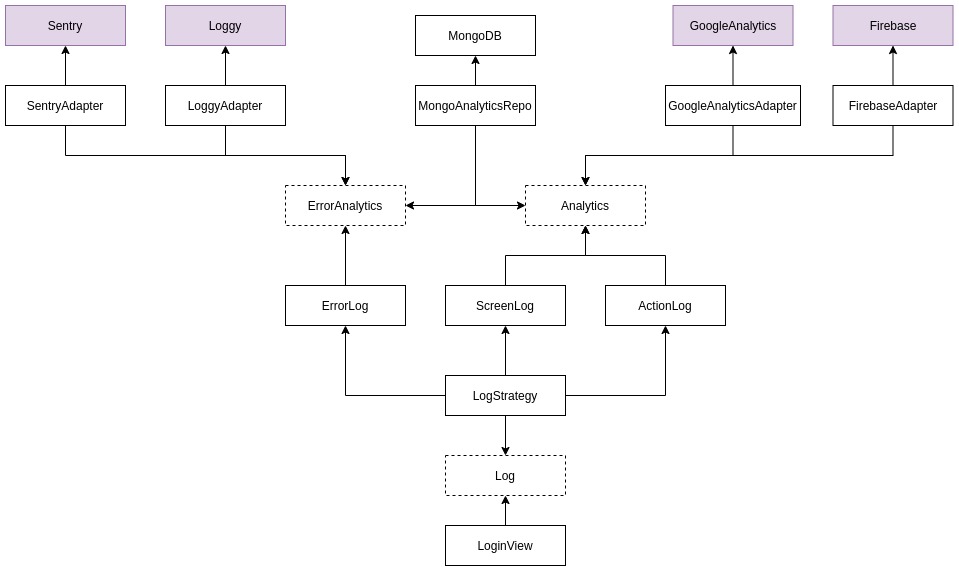 Sentry
Loggy
MongoDB
GoogleAnalytics
Firebase
SentryAdapter
LoggyAdapter
MongoAnalyticsRepo
GoogleAnalyticsAdapter
FirebaseAdapter
ErrorAnalytics
Analytics
ErrorLog
ScreenLog
ActionLog
LogStrategy
Log
LoginView